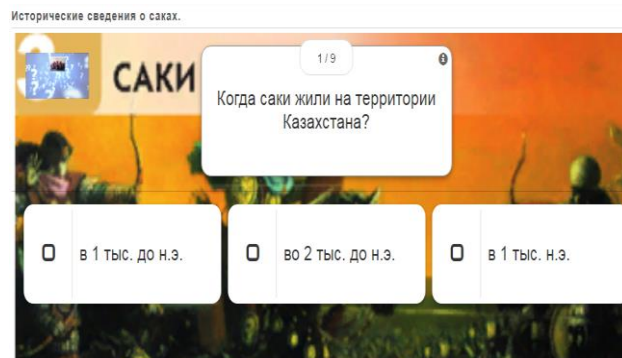 Исторические сведения о саках.
3
САКИ
1/9
Когда саки жили на территории
Казахстана?
в 1 тыс. до н.э.
во 2 тыс. до н.э.
в 1 тыс. н.э.